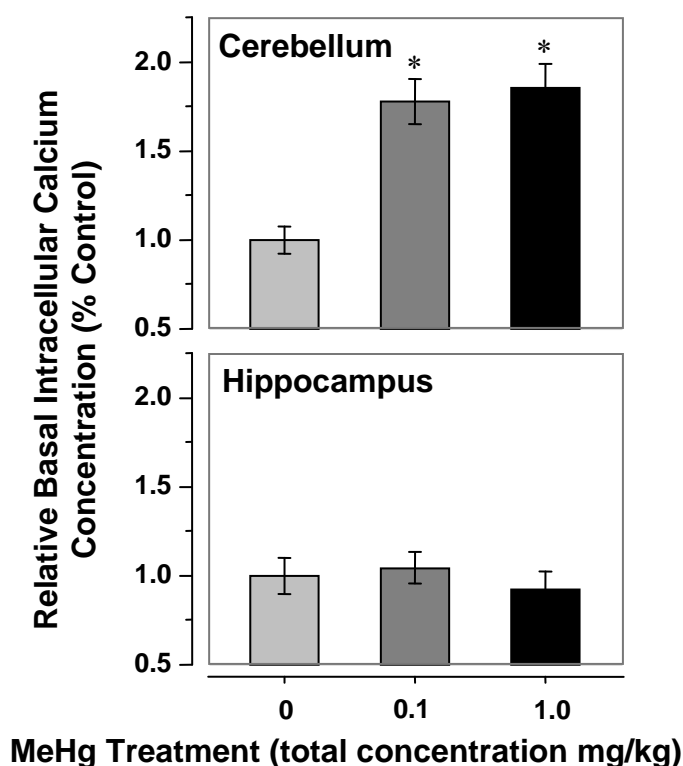 Relative Basal Intracellular Calcium
Concentration (% Control)
Cerebellum
2.0
1.5
1.0
0.5
*
*
Hippocampus
2.0
1.5
1.0
0.5
0 0.1 1.0
MeHg Treatment (total concentration mg/kg)